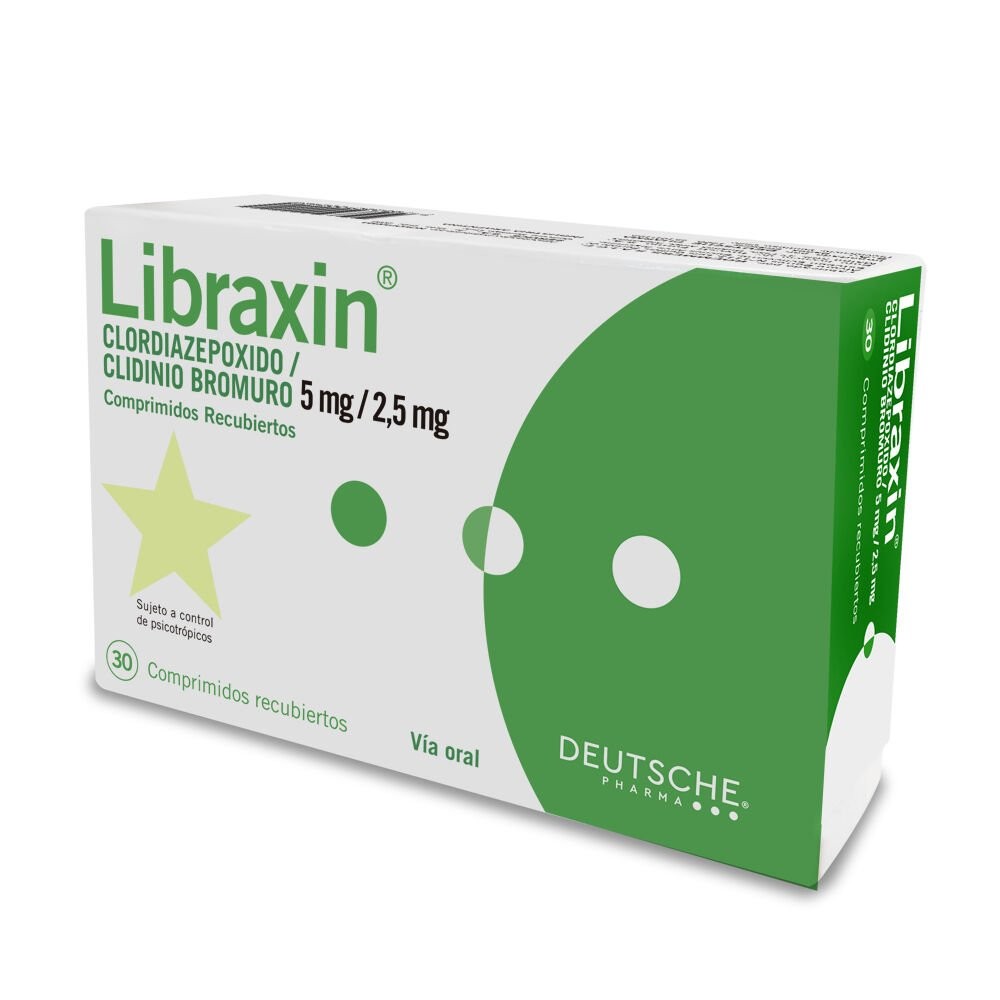 Libraxin®
CLORDIAZEPOXIDO /
CLIDINIO BROMURO 5 mg / 2,5 mg
Comprimidos Recubiertos
Sujeto a control
de psicotrópicos
30 Comprimidos recubiertos
Vía oral
DEUTSCHE®
PHARMA
Libraxin®
CLORDIAZEPOXIDO /
CLIDINIO BROMURO 5 mg / 2,5 mg
30 Comprimidos recubiertos